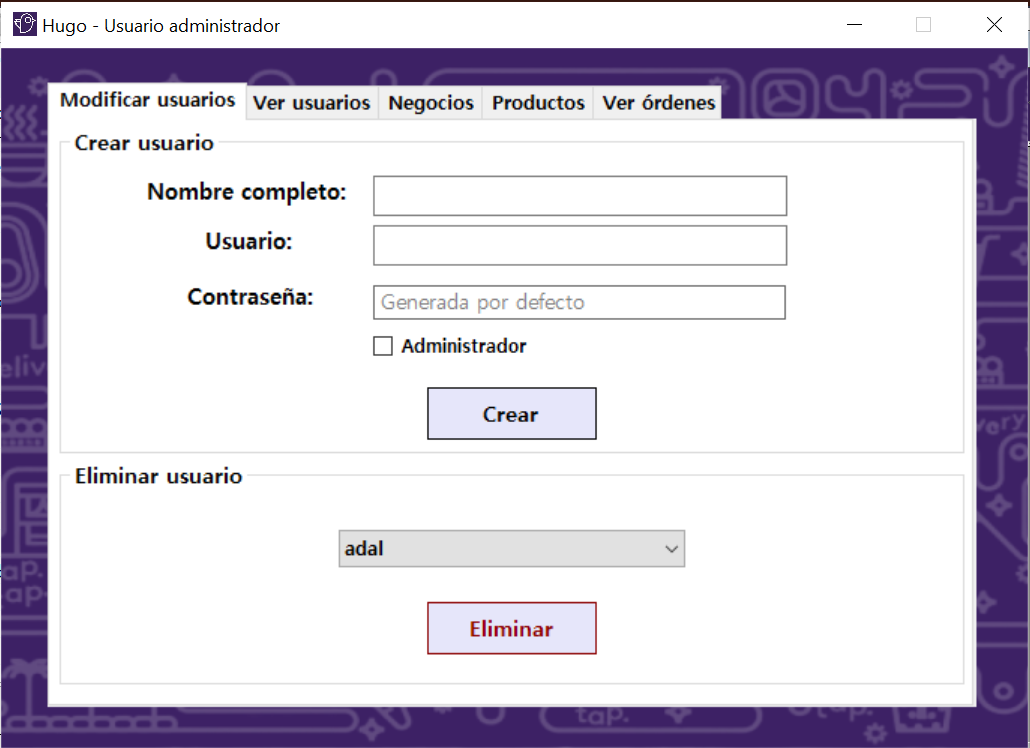 Hugo - Usuario administrador
Modificar usuarios Ver usuarios Negocios Productos Ver órdenes
Crear usuario
Nombre completo:
Usuario:
Contraseña: Generada por defecto
Administrador
Crear
Eliminar usuario
adal
Eliminar
tap.